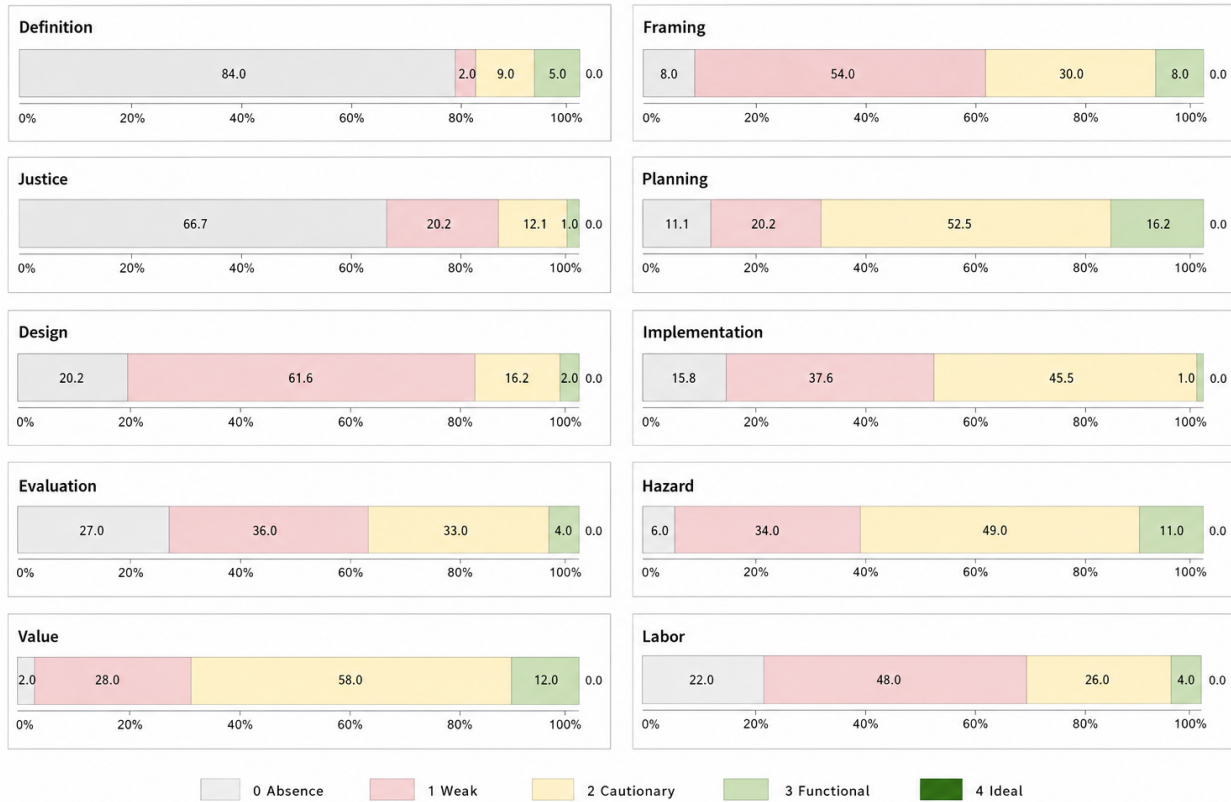 Definition
84.0 2.0 9.0 5.0 0.0
0% 20% 40% 60% 80% 100%
Framing
8.0 54.0 30.0 8.0 0.0
0% 20% 40% 60% 80% 100%
Justice
66.7 20.2 12.1 1.0 0.0
0% 20% 40% 60% 80% 100%
Planning
11.1 20.2 52.5 16.2 0.0
0% 20% 40% 60% 80% 100%
Design
20.2 61.6 16.2 2.0 0.0
0% 20% 40% 60% 80% 100%
Implementation
15.8 37.6 45.5 1.0 0.0
0% 20% 40% 60% 80% 100%
Evaluation
27.0 36.0 33.0 4.0 0.0
0% 20% 40% 60% 80% 100%
Hazard
6.0 34.0 49.0 11.0 0.0
0% 20% 40% 60% 80% 100%
Value
2.0 28.0 58.0 12.0 0.0
0% 20% 40% 60% 80% 100%
Labor
22.0 48.0 26.0 4.0 0.0
0% 20% 40% 60% 80% 100%
0 Absence 1 Weak 2 Cautionary 3 Functional 4 Ideal